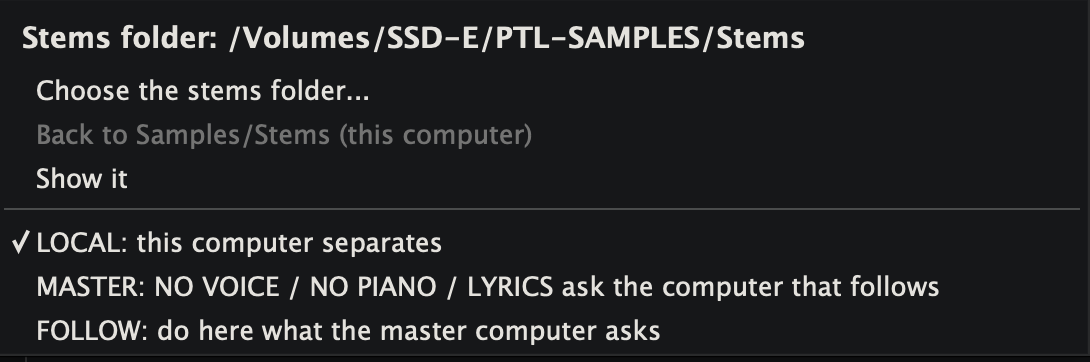 Stems folder: /Volumes/SSD-E/PTL-SAMPLES/Stems
Choose the stems folder...
Back to Samples/Stems (this computer)
Show it
✓ LOCAL: this computer separates
MASTER: NO VOICE / NO PIANO / LYRICS ask the computer that follows
FOLLOW: do here what the master computer asks